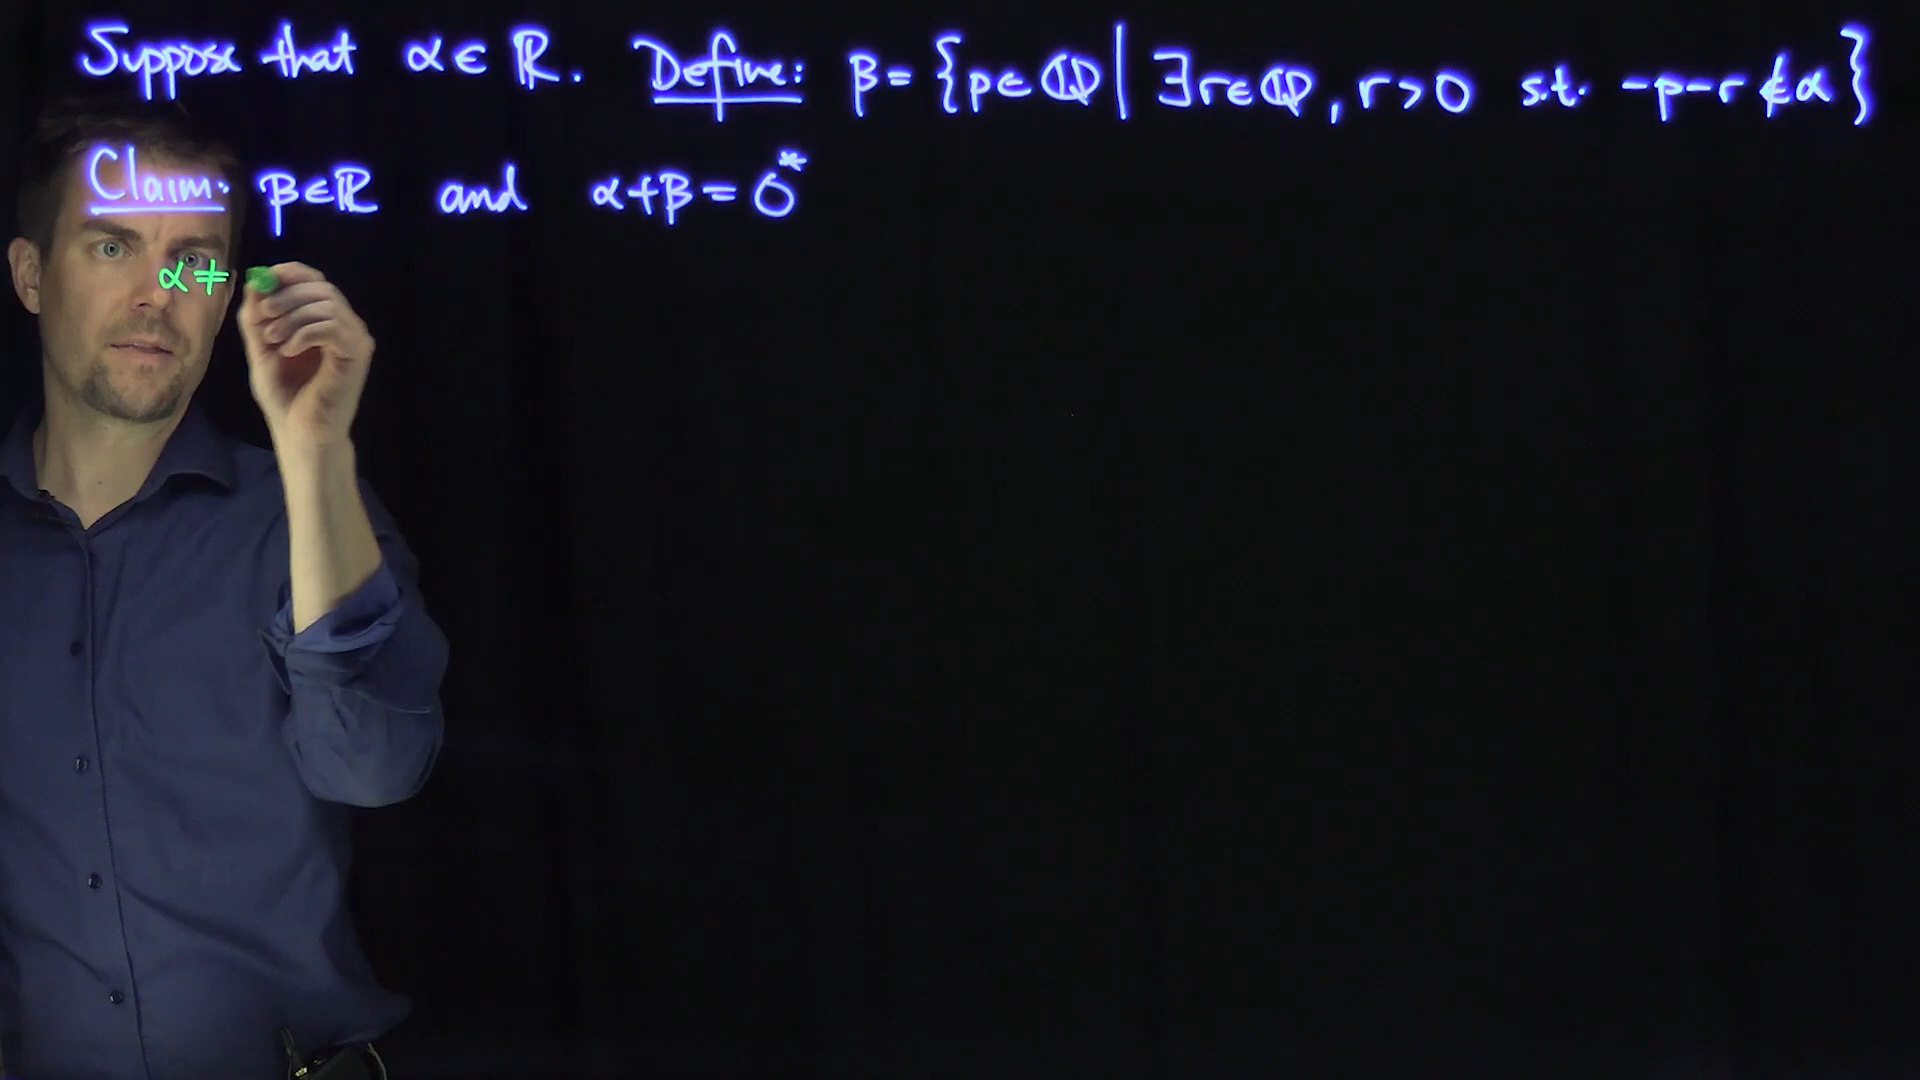 Suppose that α ∈ ℝ. Define: β = {p ∈ ℚ | ∃ r ∈ ℚ, r > 0 s.t. -p-r ∉ α}
Claim: β ∈ ℝ and α + β = 0*
α ≠